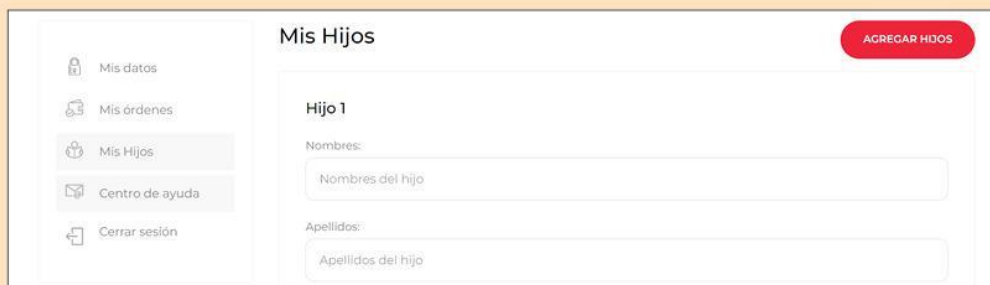 Mis datos
Mis órdenes
Mis Hijos
Centro de ayuda
Cerrar sesión
Mis Hijos
AGREGAR HIJOS
Hijo 1
Nombres:
Nombres del hijo
Apellidos:
Apellidos del hijo